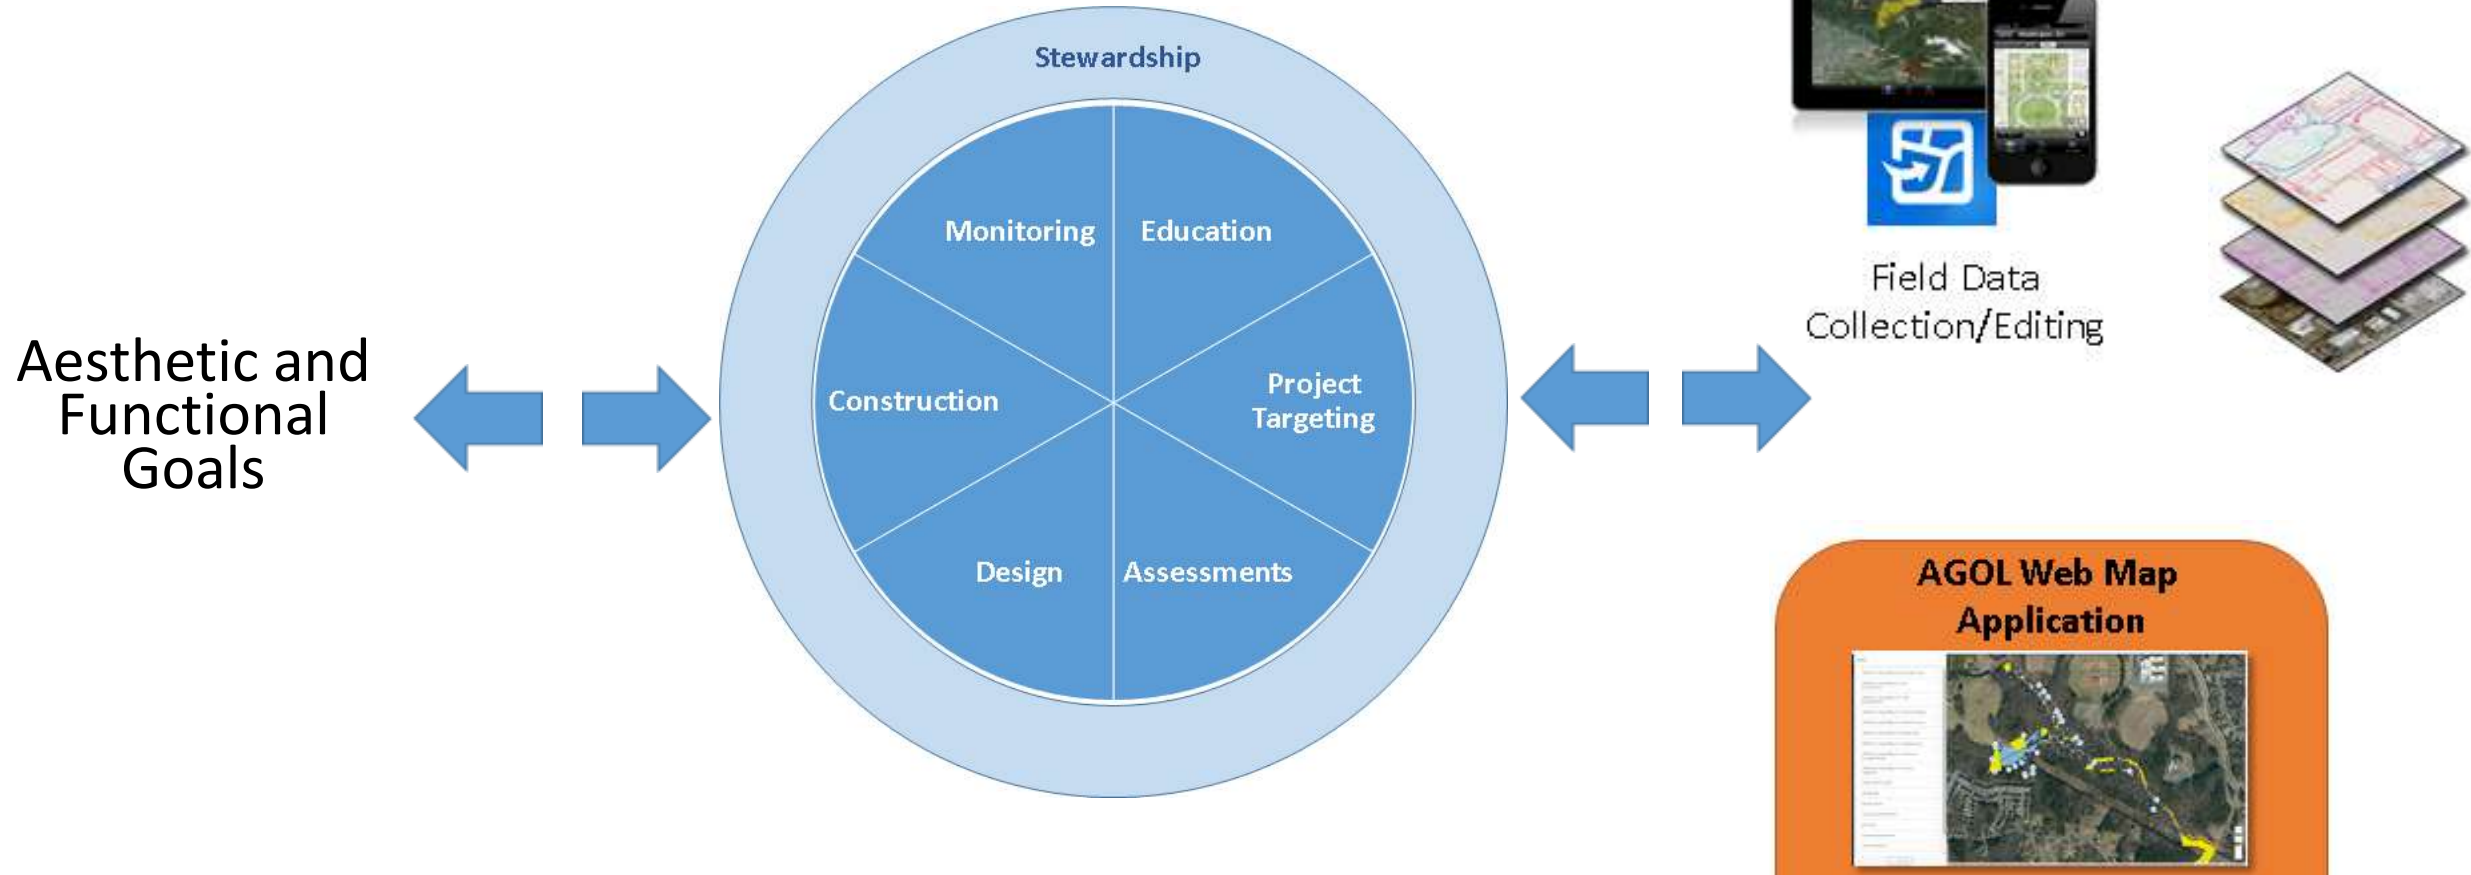 Aesthetic and
Functional
Goals
Stewardship
Monitoring
Education
Construction
Project
Targeting
Design
Assessments
Field Data
Collection/Editing
AGOL Web Map
Application